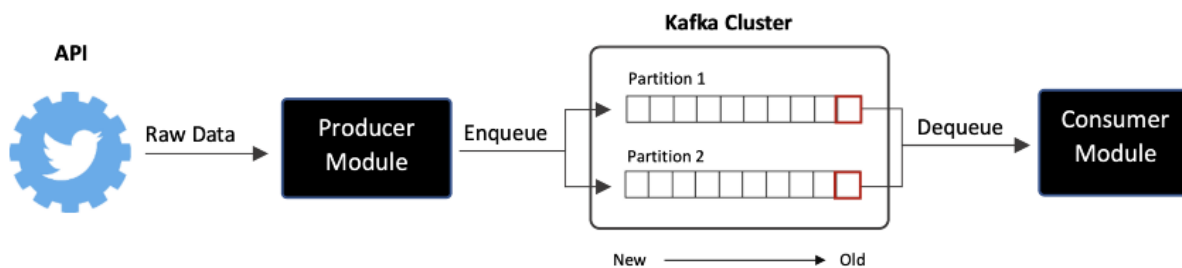 Kafka Cluster
API
Partition 1
Raw Data
Producer
Module
Enqueue
Dequeue
Consumer
Module
Partition 2
New
Old